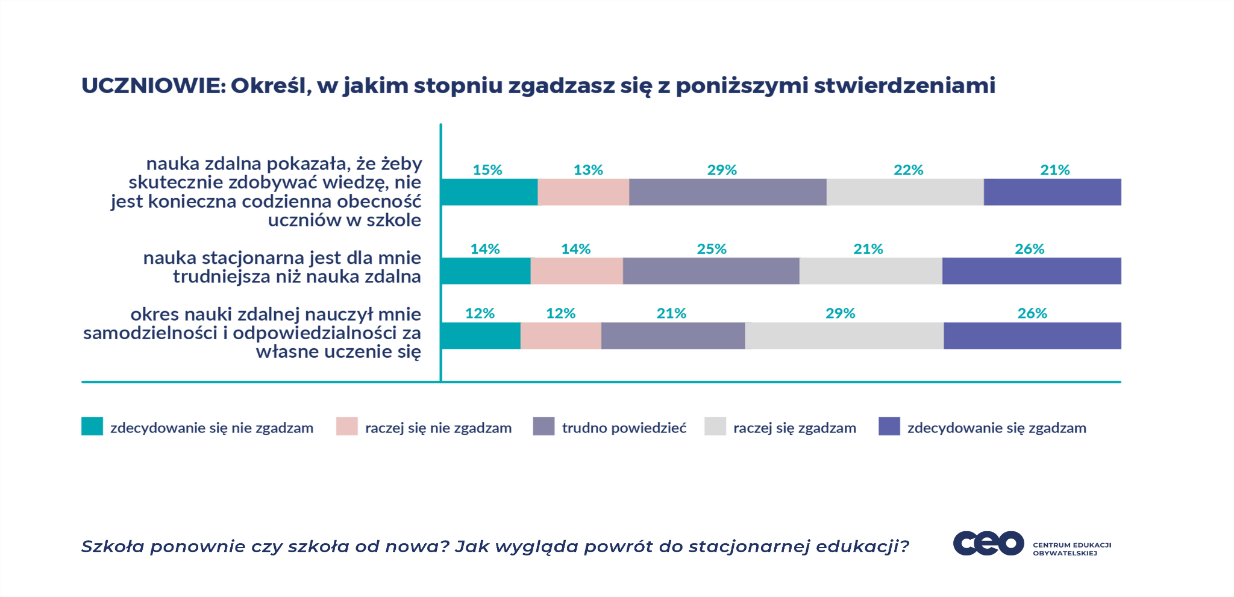 UCZNIOWIE: Określ, w jakim stopniu zgadzasz się z poniższymi stwierdzeniami
nauka zdalna pokazała, że żeby
skutecznie zdobywać wiedzę, nie
jest konieczna codzienna obecność
uczniów w szkole
15% 13% 29% 22% 21%
nauka stacjonarna jest dla mnie
trudniejsza niż nauka zdalna
14% 14% 25% 21% 26%
okres nauki zdalnej nauczył mnie
samodzielności i odpowiedzialności za
własne uczenie się
12% 12% 21% 29% 26%
zdecydowanie się nie zgadzam raczej się nie zgadzam trudno powiedzieć raczej się zgadzam zdecydowanie się zgadzam
Szkoła ponownie czy szkoła od nowa? Jak wygląda powrót do stacjonarnej edukacji?
ceo CENTRUM EDUKACJI
OBYWATELSKIEJ